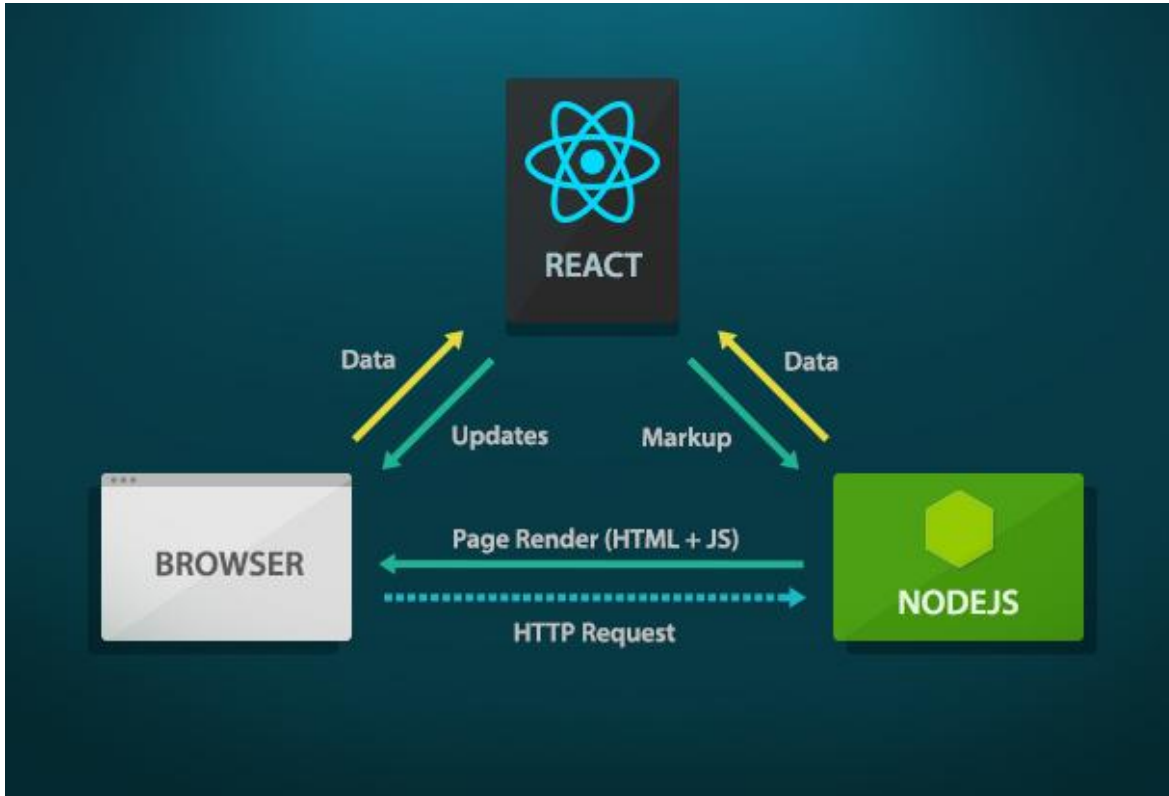 REACT
Data
Data
Updates
Markup
Page Render (HTML + JS)
BROWSER
NODEJS
HTTP Request